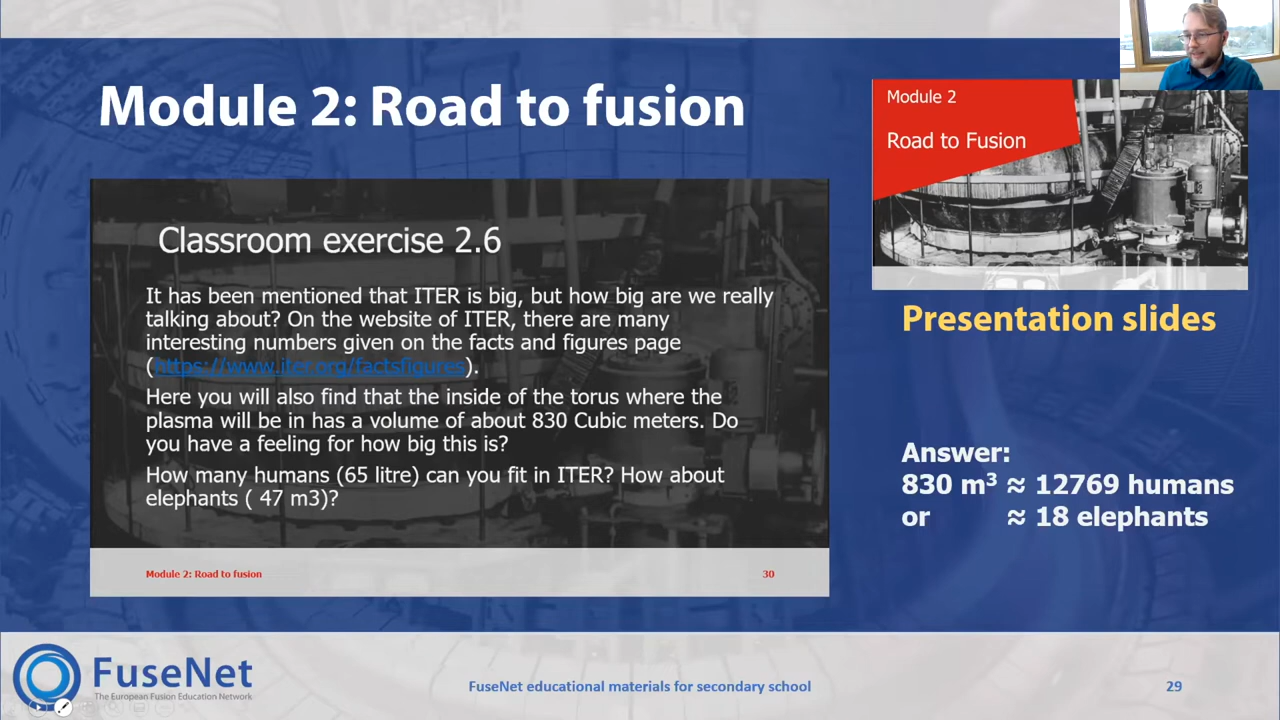 Module 2: Road to fusion
Classroom exercise 2.6
It has been mentioned that ITER is big, but how big are we really
talking about? On the website of ITER, there are many
interesting numbers given on the facts and figures page
(https://www.iter.org/factsfigures).
Here you will also find that the inside of the torus where the
plasma will be in has a volume of about 830 Cubic meters. Do
you have a feeling for how big this is?
How many humans (65 litre) can you fit in ITER? How about
elephants ( 47 m3)?
Module 2: Road to fusion 30
Module 2
Road to Fusion
Presentation slides
Answer:
830 m³ ≈ 12769 humans
or ≈ 18 elephants
FuseNet
The European Fusion Education Network
FuseNet educational materials for secondary school
29